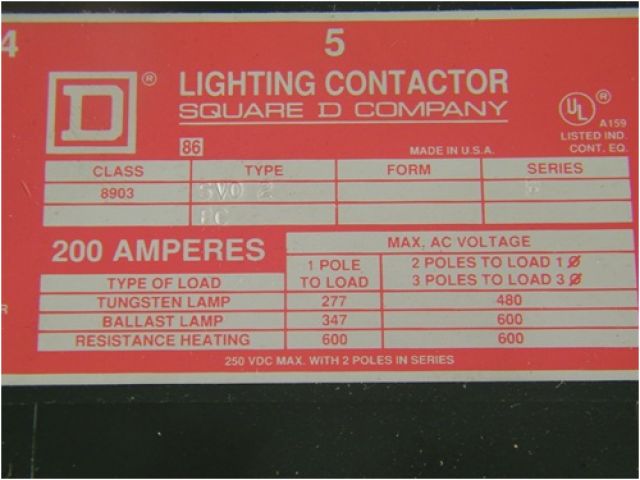 4 5
D ® LIGHTING CONTACTOR
SQUARE D COMPANY
UL ®
A159
LISTED IND.
CONT. EQ.
86 MADE IN U.S.A.
CLASS TYPE FORM SERIES
8903 SVO 2
200 AMPERES MAX. AC VOLTAGE
TYPE OF LOAD 1 POLE TO LOAD 2 POLES TO LOAD 1 Ø
3 POLES TO LOAD 3 Ø
TUNGSTEN LAMP 277 480
BALLAST LAMP 347 600
RESISTANCE HEATING 600 600
250 VDC MAX. WITH 2 POLES IN SERIES
R